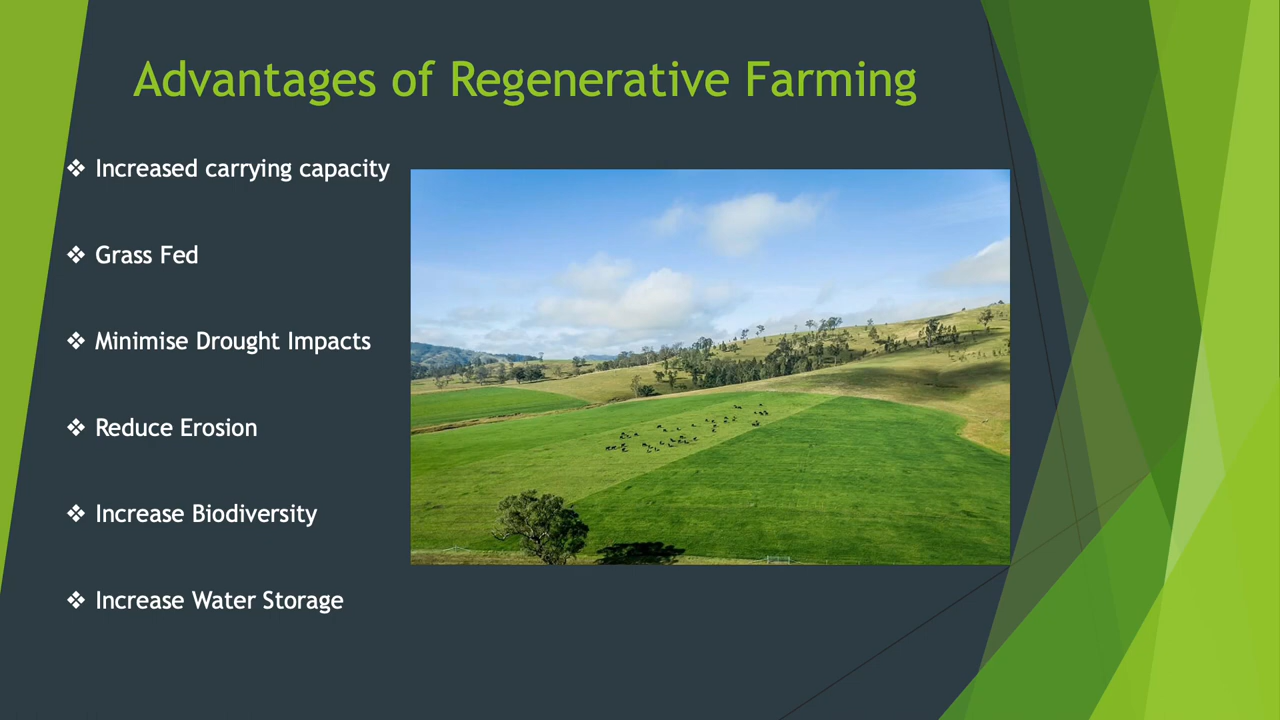 Advantages of Regenerative Farming
❖ Increased carrying capacity
❖ Grass Fed
❖ Minimise Drought Impacts
❖ Reduce Erosion
❖ Increase Biodiversity
❖ Increase Water Storage